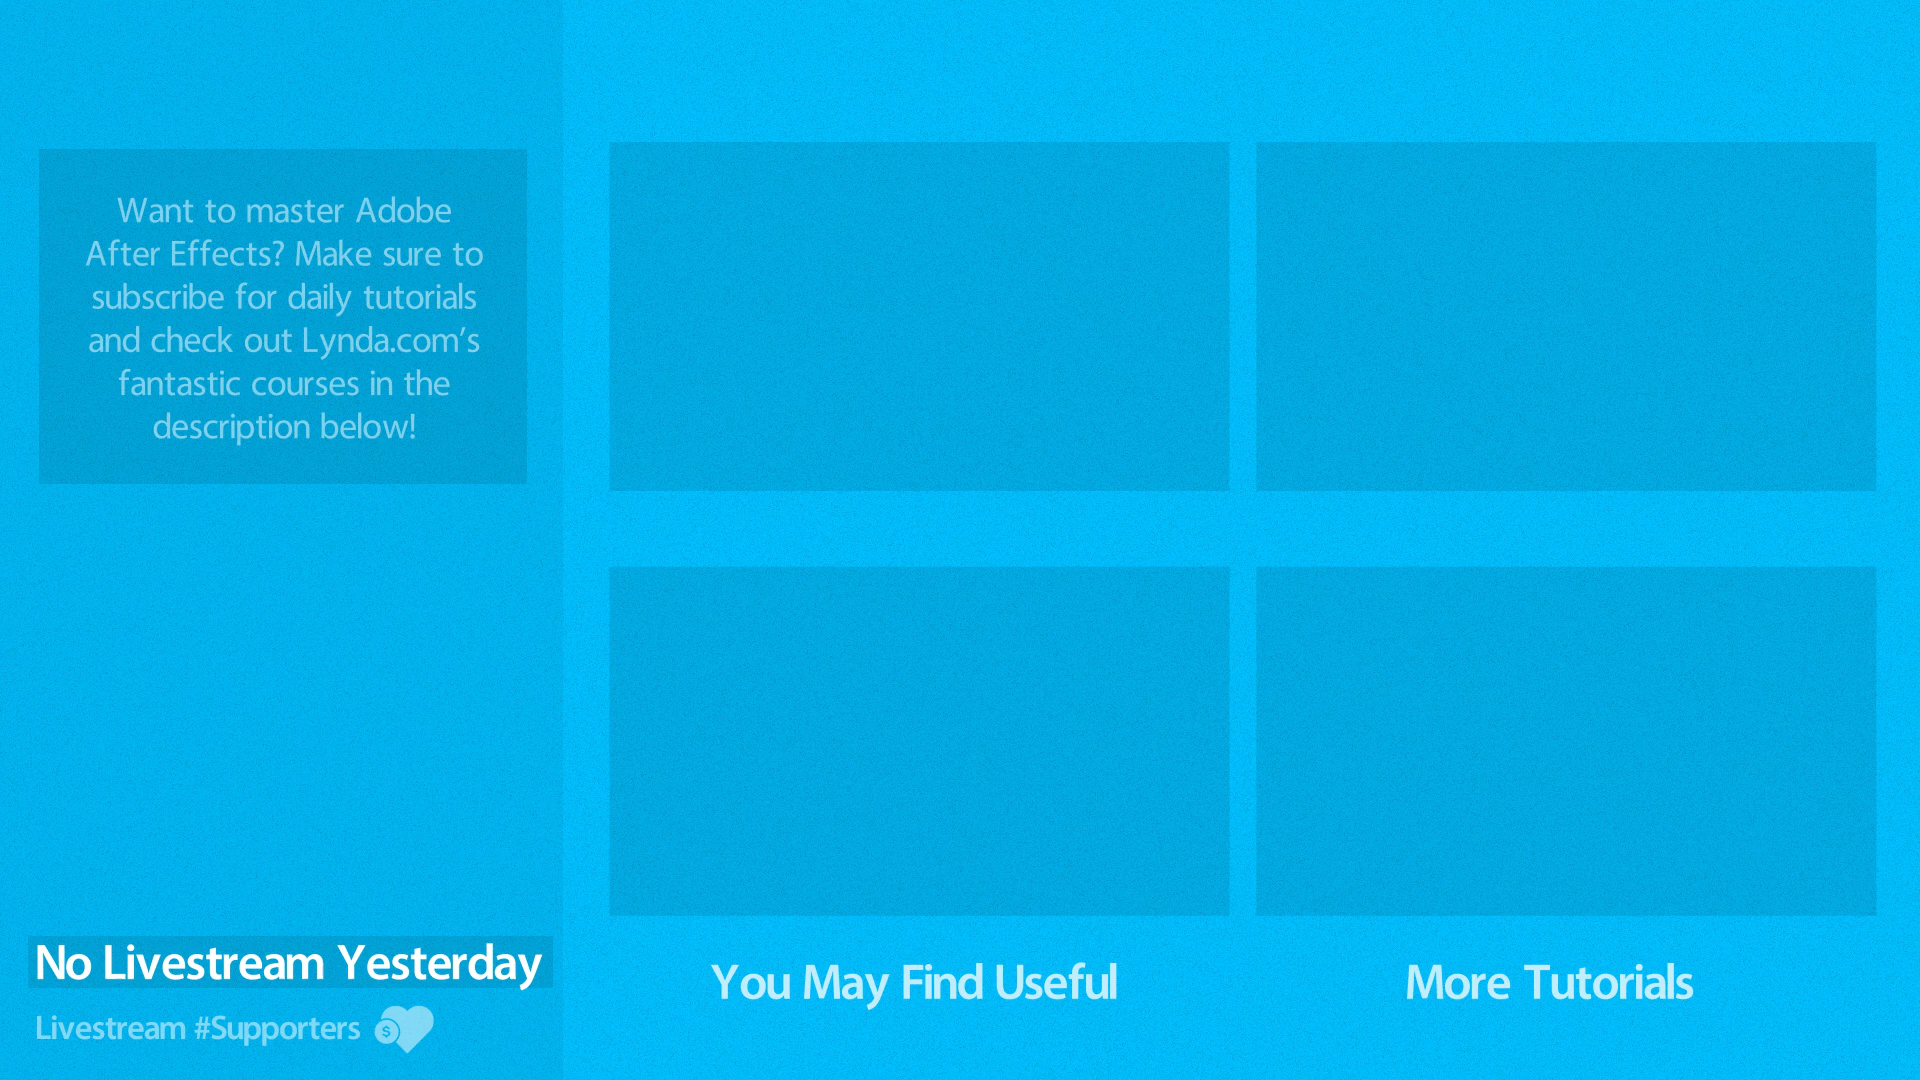 Want to master Adobe
After Effects? Make sure to
subscribe for daily tutorials
and check out Lynda.com’s
fantastic courses in the
description below!
No Livestream Yesterday
Livestream #Supporters $
You May Find Useful
More Tutorials